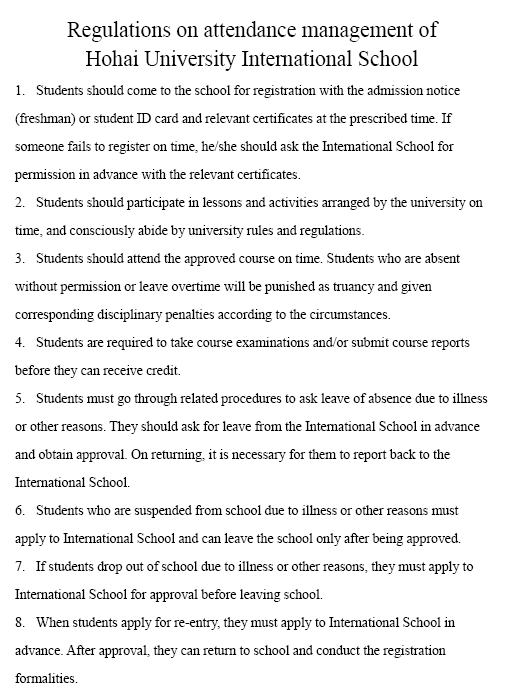 Regulations on attendance management of
Hohai University International School
1. Students should come to the school for registration with the admission notice
(freshman) or student ID card and relevant certificates at the prescribed time. If
someone fails to register on time, he/she should ask the International School for
permission in advance with the relevant certificates.
2. Students should participate in lessons and activities arranged by the university on
time, and consciously abide by university rules and regulations.
3. Students should attend the approved course on time. Students who are absent
without permission or leave overtime will be punished as truancy and given
corresponding disciplinary penalties according to the circumstances.
4. Students are required to take course examinations and/or submit course reports
before they can receive credit.
5. Students must go through related procedures to ask leave of absence due to illness
or other reasons. They should ask for leave from the International School in advance
and obtain approval. On returning, it is necessary for them to report back to the
International School.
6. Students who are suspended from school due to illness or other reasons must
apply to International School and can leave the school only after being approved.
7. If students drop out of school due to illness or other reasons, they must apply to
International School for approval before leaving school.
8. When students apply for re-entry, they must apply to International School in
advance. After approval, they can return to school and conduct the registration
formalities.